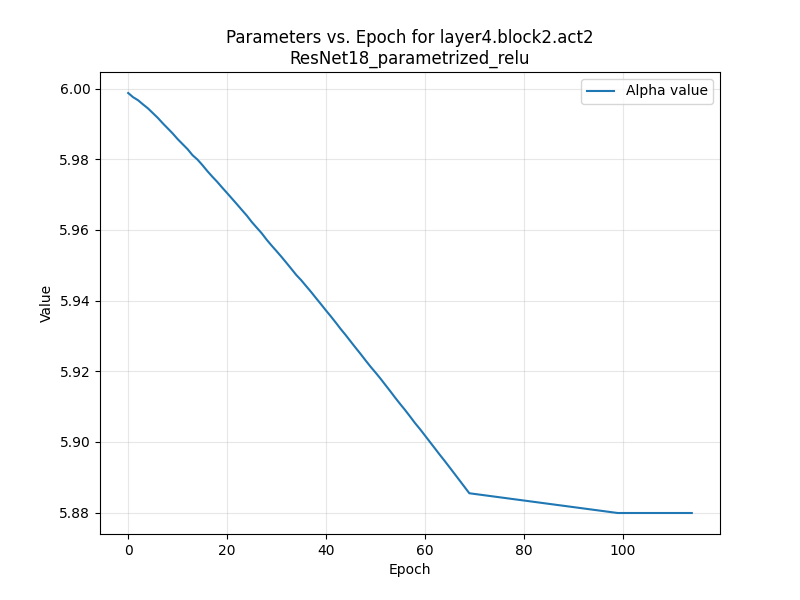 Parameters vs. Epoch for layer4.block2.act2
ResNet18_parametrized_relu
Alpha value
6.00
5.98
5.96
5.94
5.92
5.90
5.88
Value
0 20 40 60 80 100
Epoch